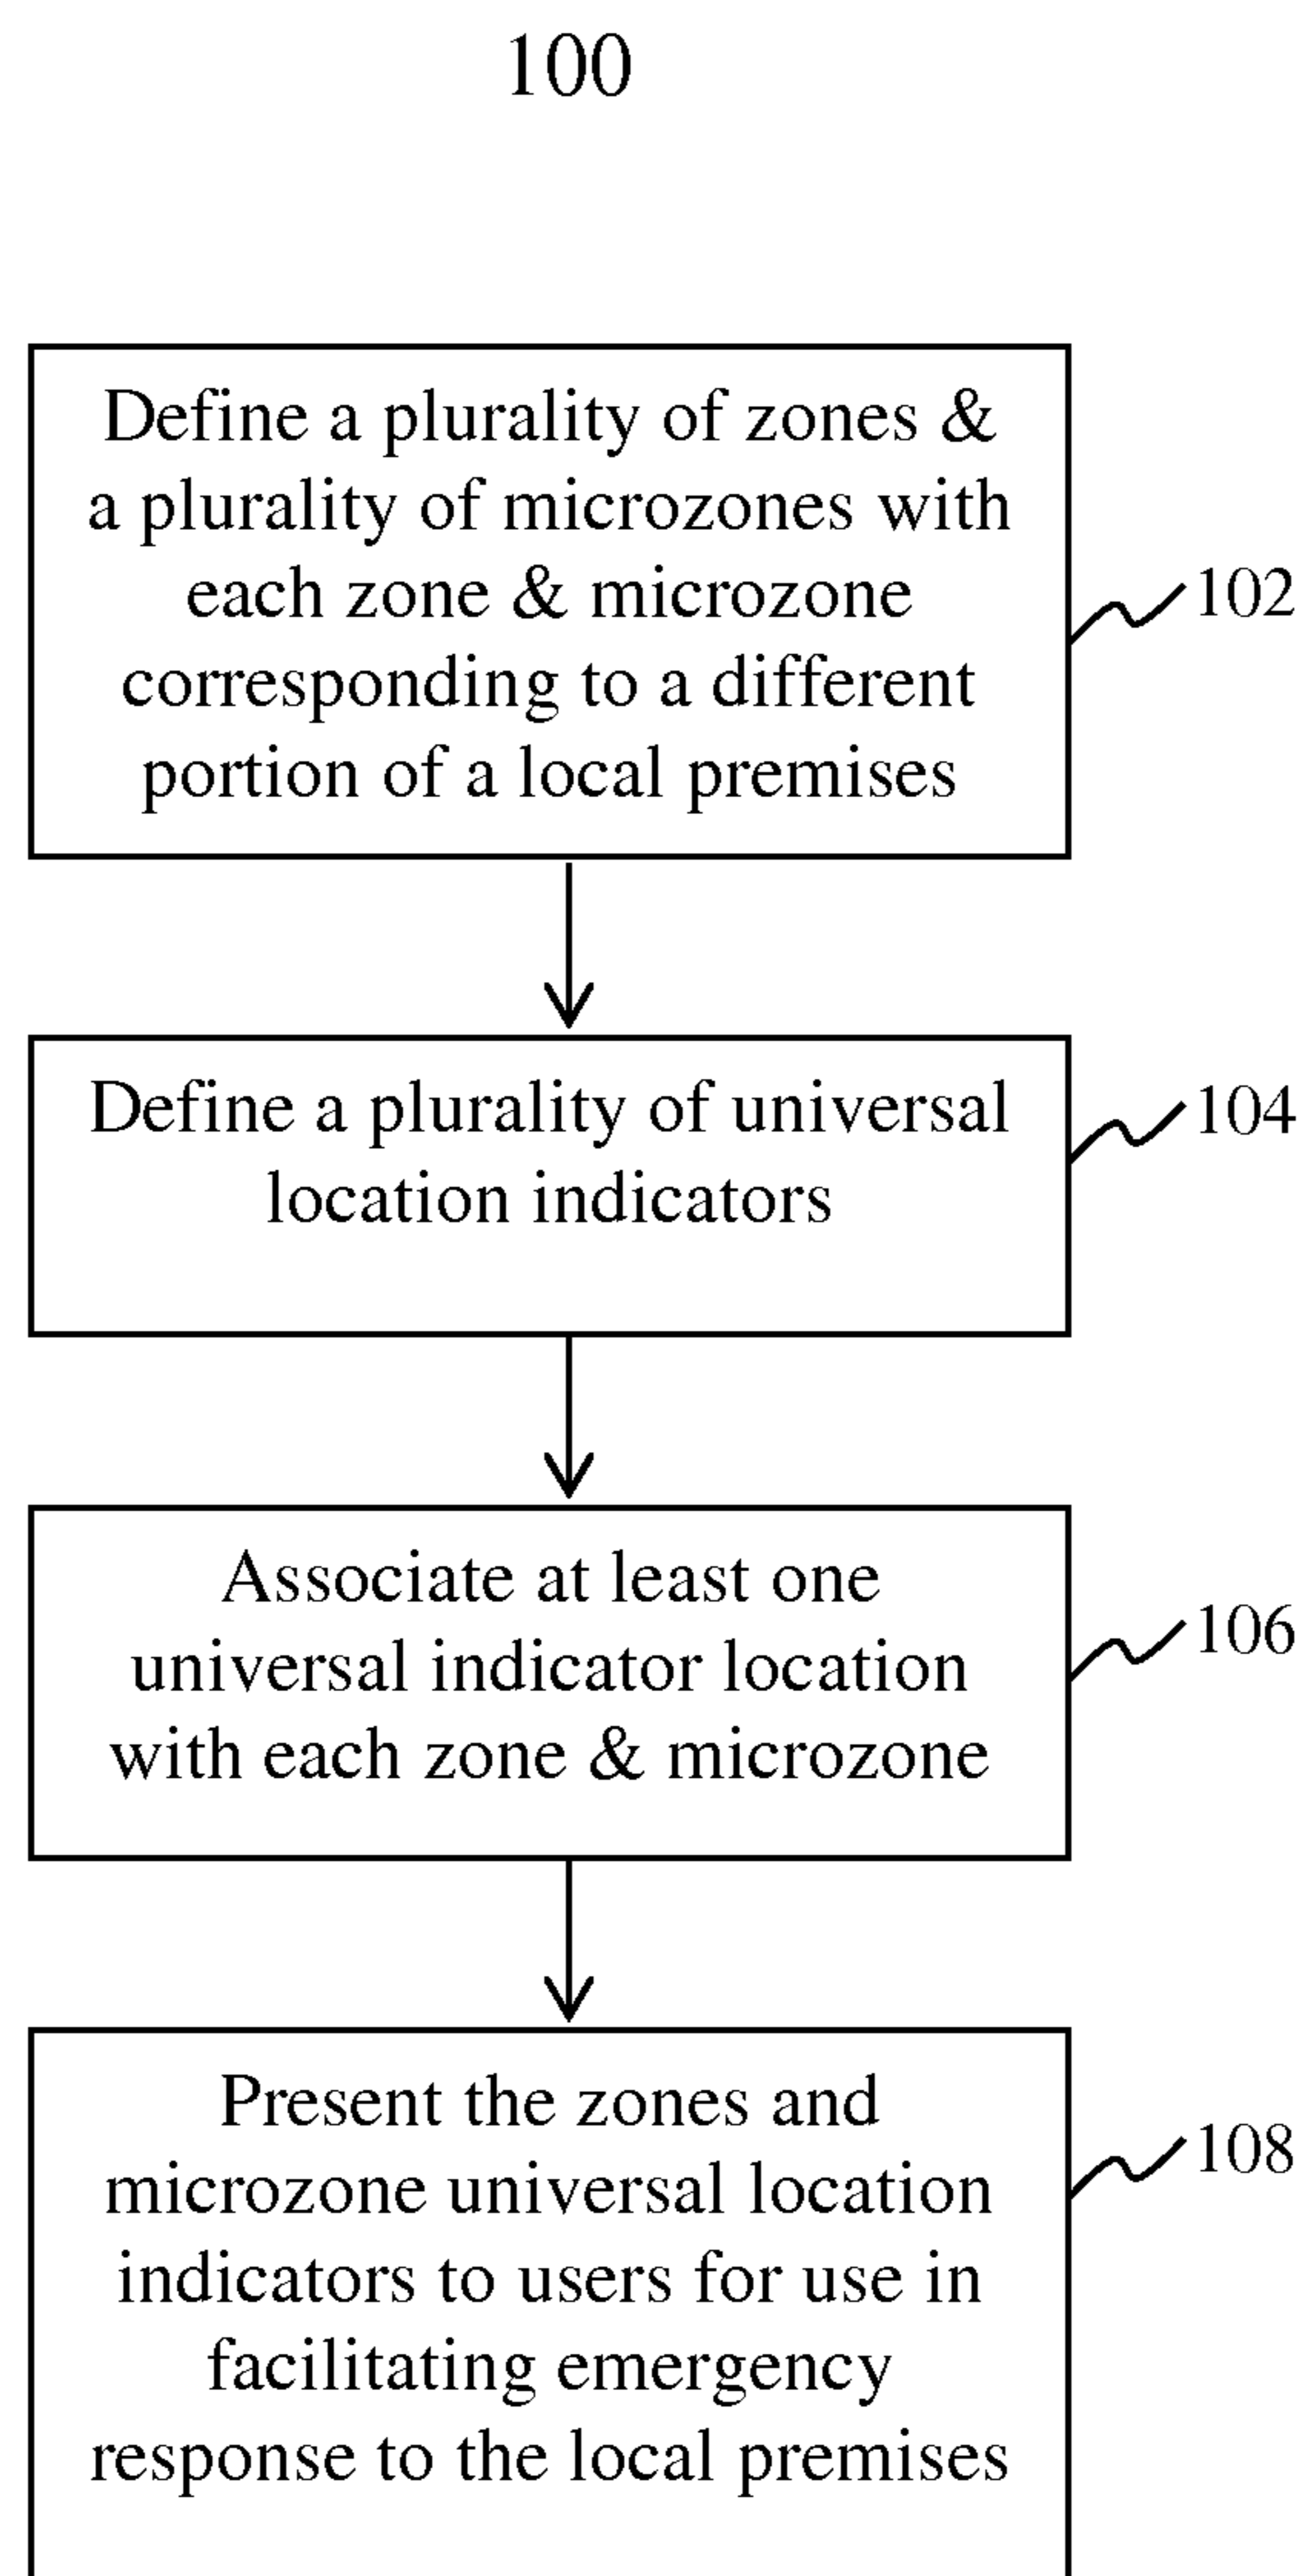 100
Define a plurality of zones &
a plurality of microzones with
each zone & microzone
corresponding to a different
portion of a local premises
102
Define a plurality of universal
location indicators
104
Associate at least one
universal indicator location
with each zone & microzone
106
Present the zones and
microzone universal location
indicators to users for use in
facilitating emergency
response to the local premises
108